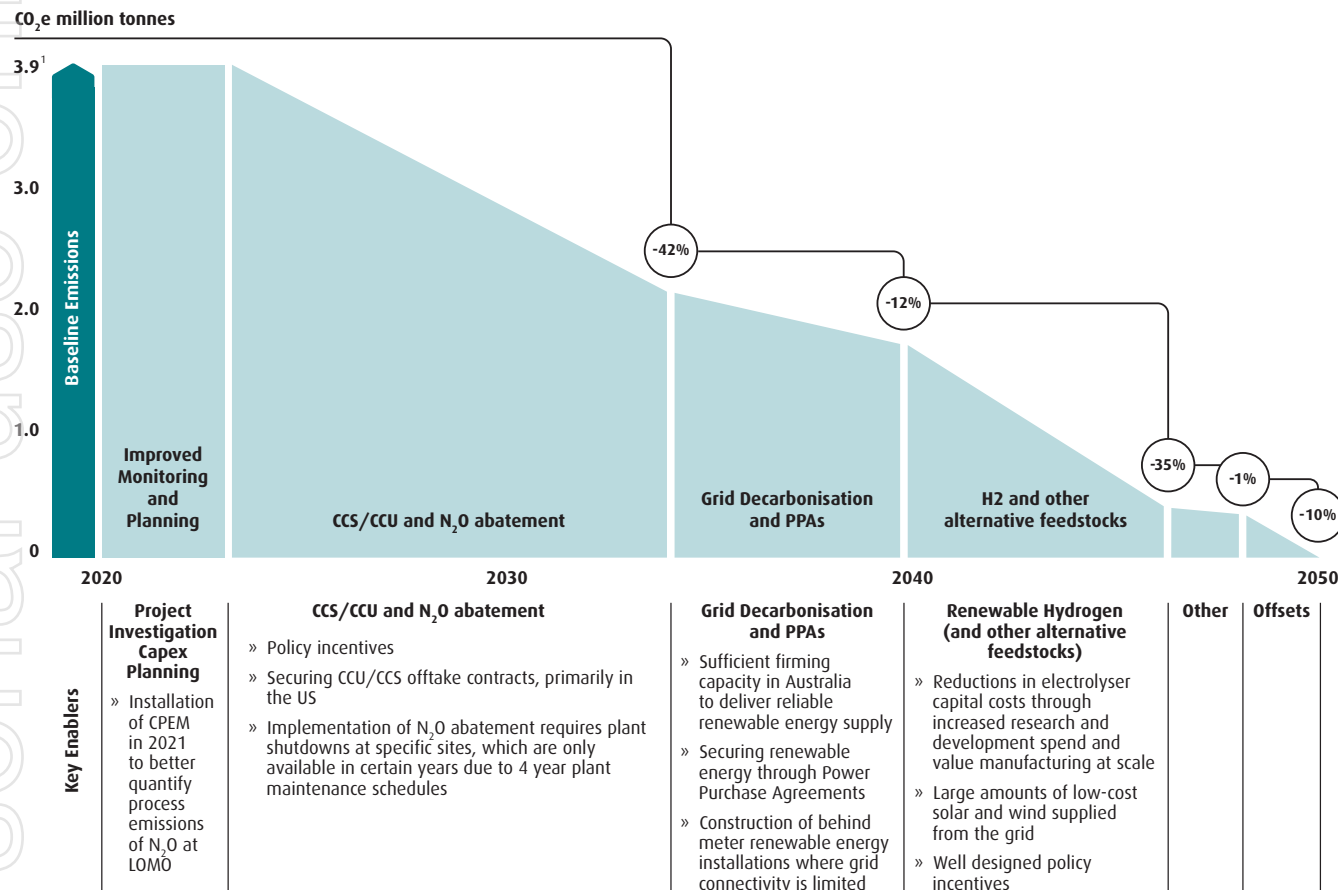 CO₂e million tonnes
3.9¹
3.0
2.0
1.0
0
Baseline Emissions
Improved
Monitoring
and
Planning
CCS/CCU and N₂O abatement
Grid Decarbonisation
and PPAs
H2 and other
alternative feedstocks
-42%
-12%
-35%
-1%
-10%
2020
2030
2040
2050
Key Enablers
Project
Investigation
Capex
Planning
» Installation
of CPEM
in 2021
to better
quantify
process
emissions
of N₂O at
LOMO
CCS/CCU and N₂O abatement
» Policy incentives
» Securing CCU/CCS offtake contracts, primarily in
the US
» Implementation of N₂O abatement requires plant
shutdowns at specific sites, which are only
available in certain years due to 4 year plant
maintenance schedules
Grid Decarbonisation
and PPAs
» Sufficient firming
capacity in Australia
to deliver reliable
renewable energy supply
» Securing renewable
energy through Power
Purchase Agreements
» Construction of behind
meter renewable energy
installations where grid
connectivity is limited
Renewable Hydrogen
(and other alternative
feedstocks)
» Reductions in electrolyser
capital costs through
increased research and
development spend and
value manufacturing at scale
» Large amounts of low-cost
solar and wind supplied
from the grid
» Well designed policy
incentives
Other
Offsets